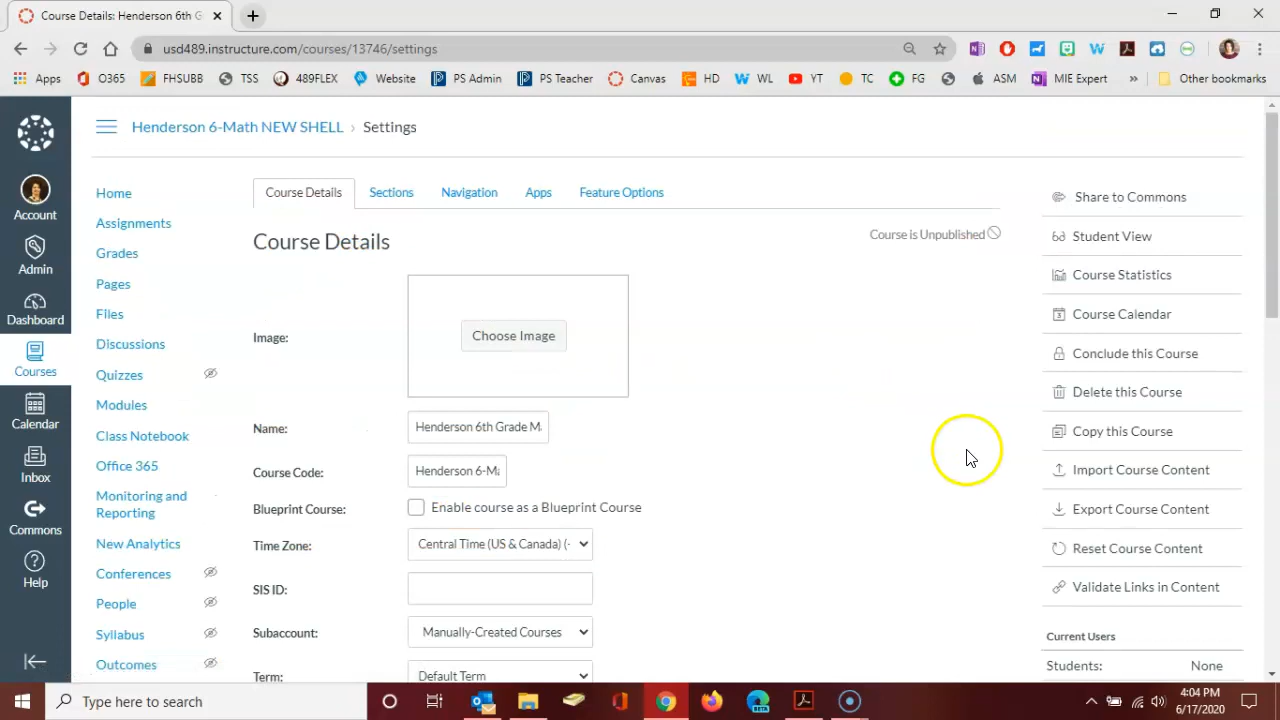 Course Details: Henderson 6th G
usd489.instructure.com/courses/13746/settings
Apps O365 FHSUBB TSS 489FLEX Website PS Admin PS Teacher Canvas HD WL YT TC FG ASM MIE Expert » Other bookmarks
Henderson 6-Math NEW SHELL › Settings
Account
Admin
Dashboard
Courses
Calendar
Inbox
Commons
Help
Home
Assignments
Grades
Pages
Files
Discussions
Quizzes
Modules
Class Notebook
Office 365
Monitoring and
Reporting
New Analytics
Conferences
People
Syllabus
Outcomes
Course Details Sections Navigation Apps Feature Options
Course Details
Course is Unpublished
Image:
Choose Image
Name: Henderson 6th Grade M
Course Code: Henderson 6-Ma
Blueprint Course: Enable course as a Blueprint Course
Time Zone: Central Time (US & Canada) (-
SIS ID:
Subaccount: Manually-Created Courses
Term: Default Term
Share to Commons
Student View
Course Statistics
Course Calendar
Conclude this Course
Delete this Course
Copy this Course
Import Course Content
Export Course Content
Reset Course Content
Validate Links in Content
Current Users
Students: None
Type here to search
4:04 PM
6/17/2020